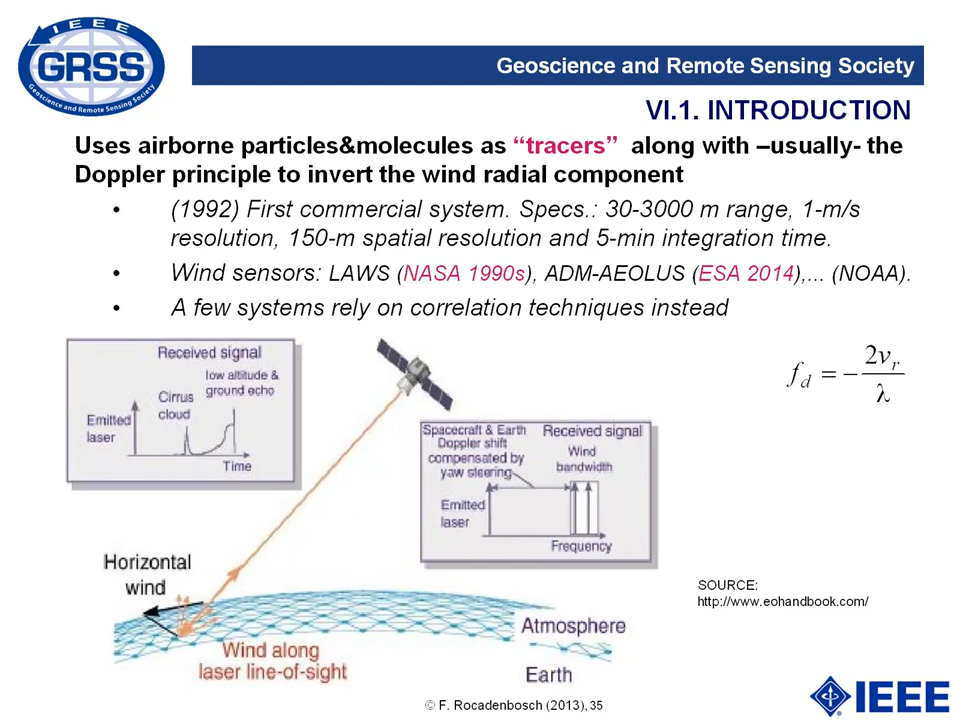 IEEE
GRSS
Geoscience and Remote Sensing Society
Geoscience and Remote Sensing Society
VI.1. INTRODUCTION
Uses airborne particles&molecules as “tracers” along with –usually- the
Doppler principle to invert the wind radial component
• (1992) First commercial system. Specs.: 30-3000 m range, 1-m/s
resolution, 150-m spatial resolution and 5-min integration time.
• Wind sensors: LAWS (NASA 1990s), ADM-AEOLUS (ESA 2014),... (NOAA).
• A few systems rely on correlation techniques instead
Received signal
low altitude &
ground echo
Cirrus
cloud
Emitted
laser
Time
f_d = – 2v_r / λ
Spacecraft & Earth
Doppler shift
compensated by
yaw steering
Received signal
Wind
bandwidth
Emitted
laser
Frequency
Horizontal
wind
SOURCE:
http://www.eohandbook.com/
Atmosphere
Wind along
laser line-of-sight
Earth
© F. Rocadenbosch (2013), 35
IEEE